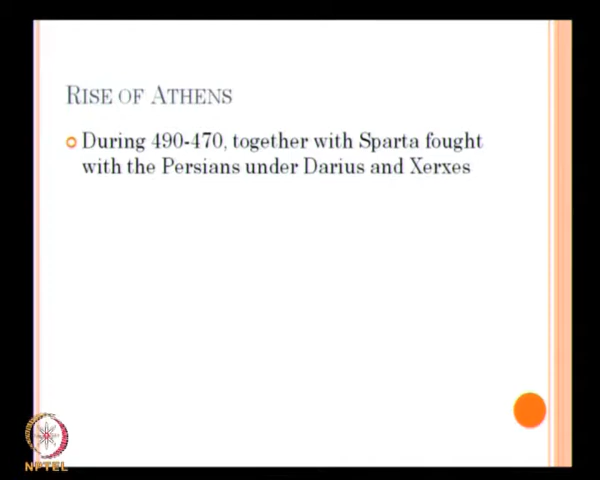 RISE OF ATHENS
During 490-470, together with Sparta fought
with the Persians under Darius and Xerxes
NPTEL